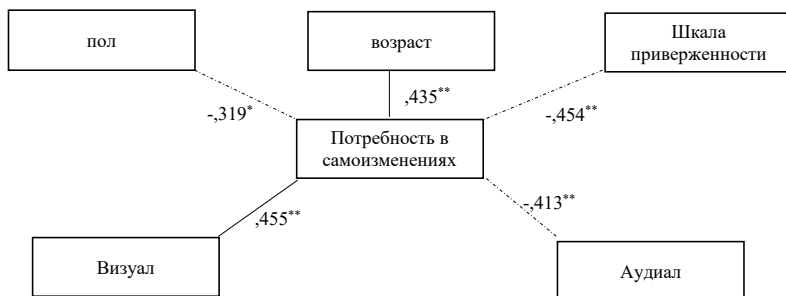 пол
возраст
Шкала
приверженности
-,319*
,435**
-,454**
Потребность в
самоизменениях
,455**
-,413**
Визуал
Аудиал